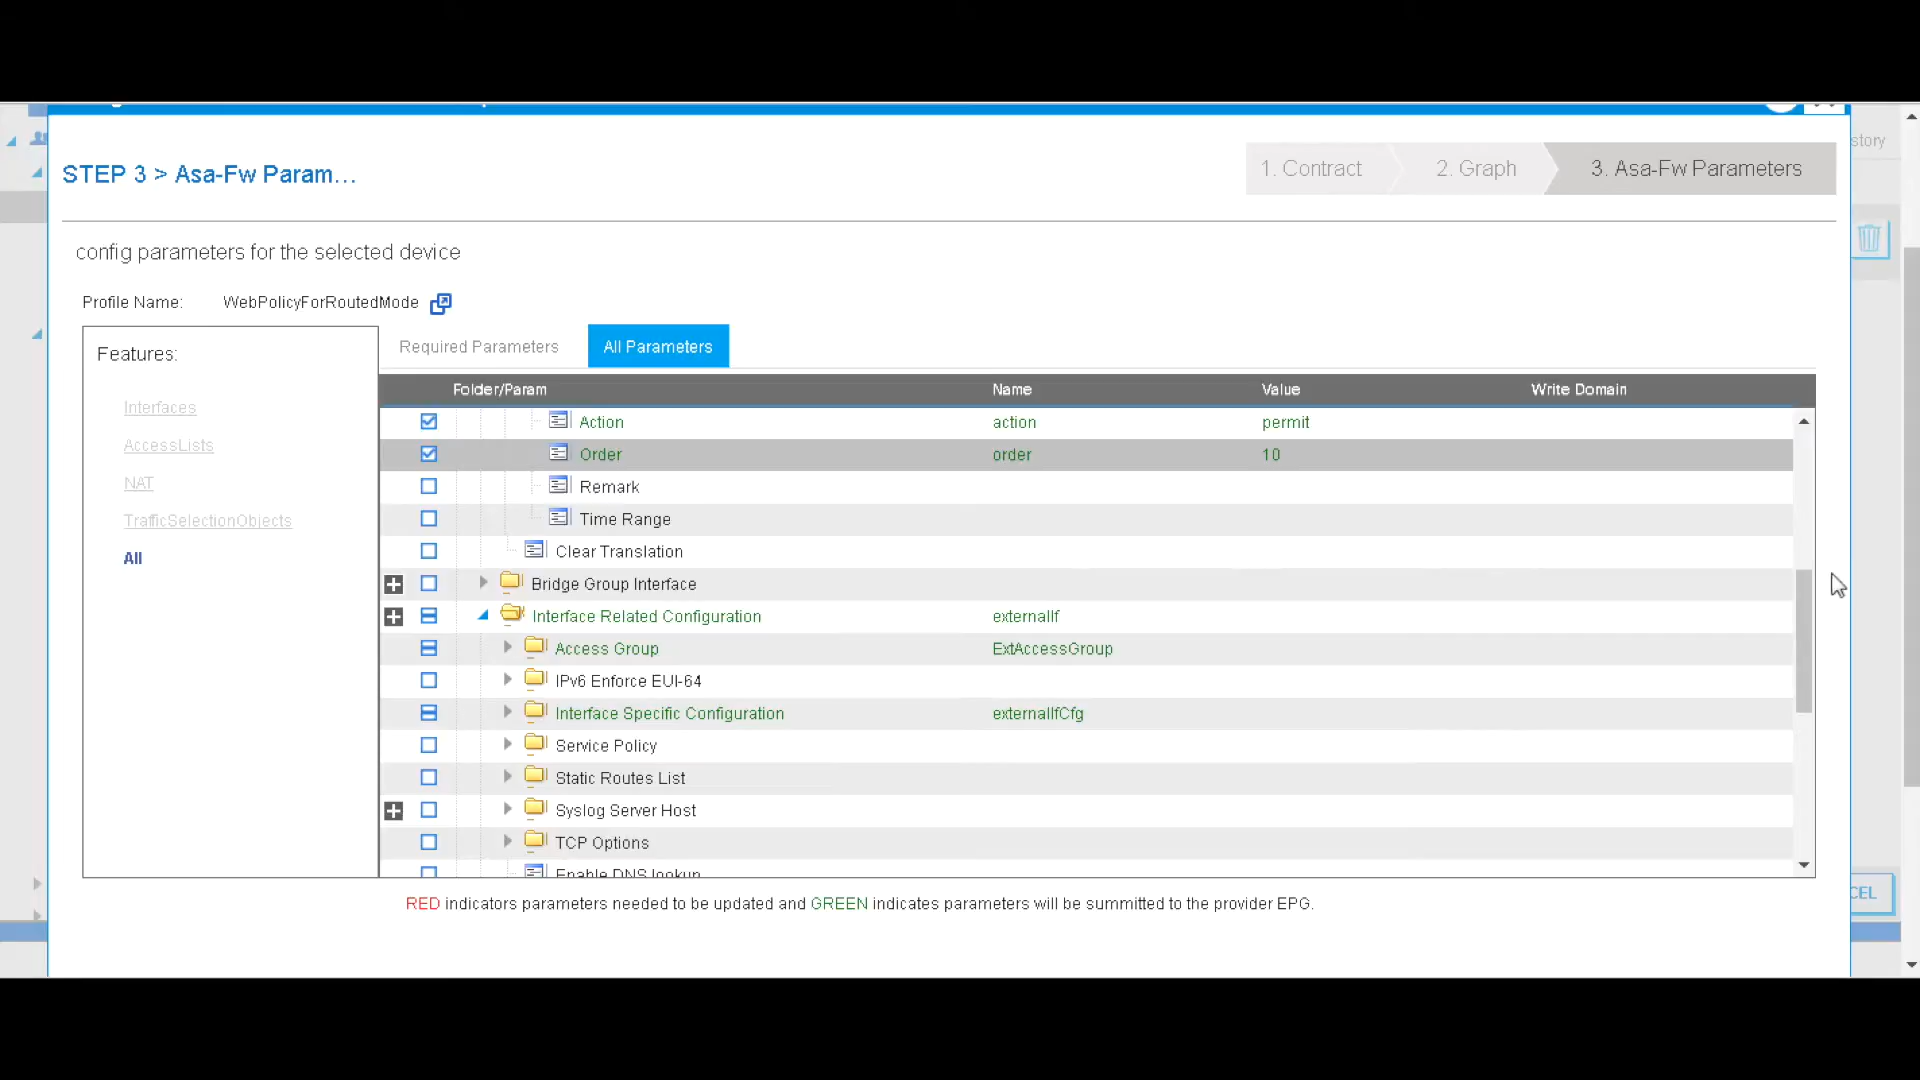 story
STEP 3 > Asa-Fw Param...
1. Contract
2. Graph
3. Asa-Fw Parameters
config parameters for the selected device
Profile Name: WebPolicyForRoutedMode
Features:
Interfaces
AccessLists
NAT
TrafficSelectionObjects
All
Required Parameters
All Parameters
Folder/Param Name Value Write Domain
Action action permit
Order order 10
Remark
Time Range
Clear Translation
Bridge Group Interface
Interface Related Configuration externalIf
Access Group ExtAccessGroup
IPv6 Enforce EUI-64
Interface Specific Configuration externalIfCfg
Service Policy
Static Routes List
Syslog Server Host
TCP Options
Enable DNS lookup
RED indicators parameters needed to be updated and GREEN indicates parameters will be summitted to the provider EPG.
CEL